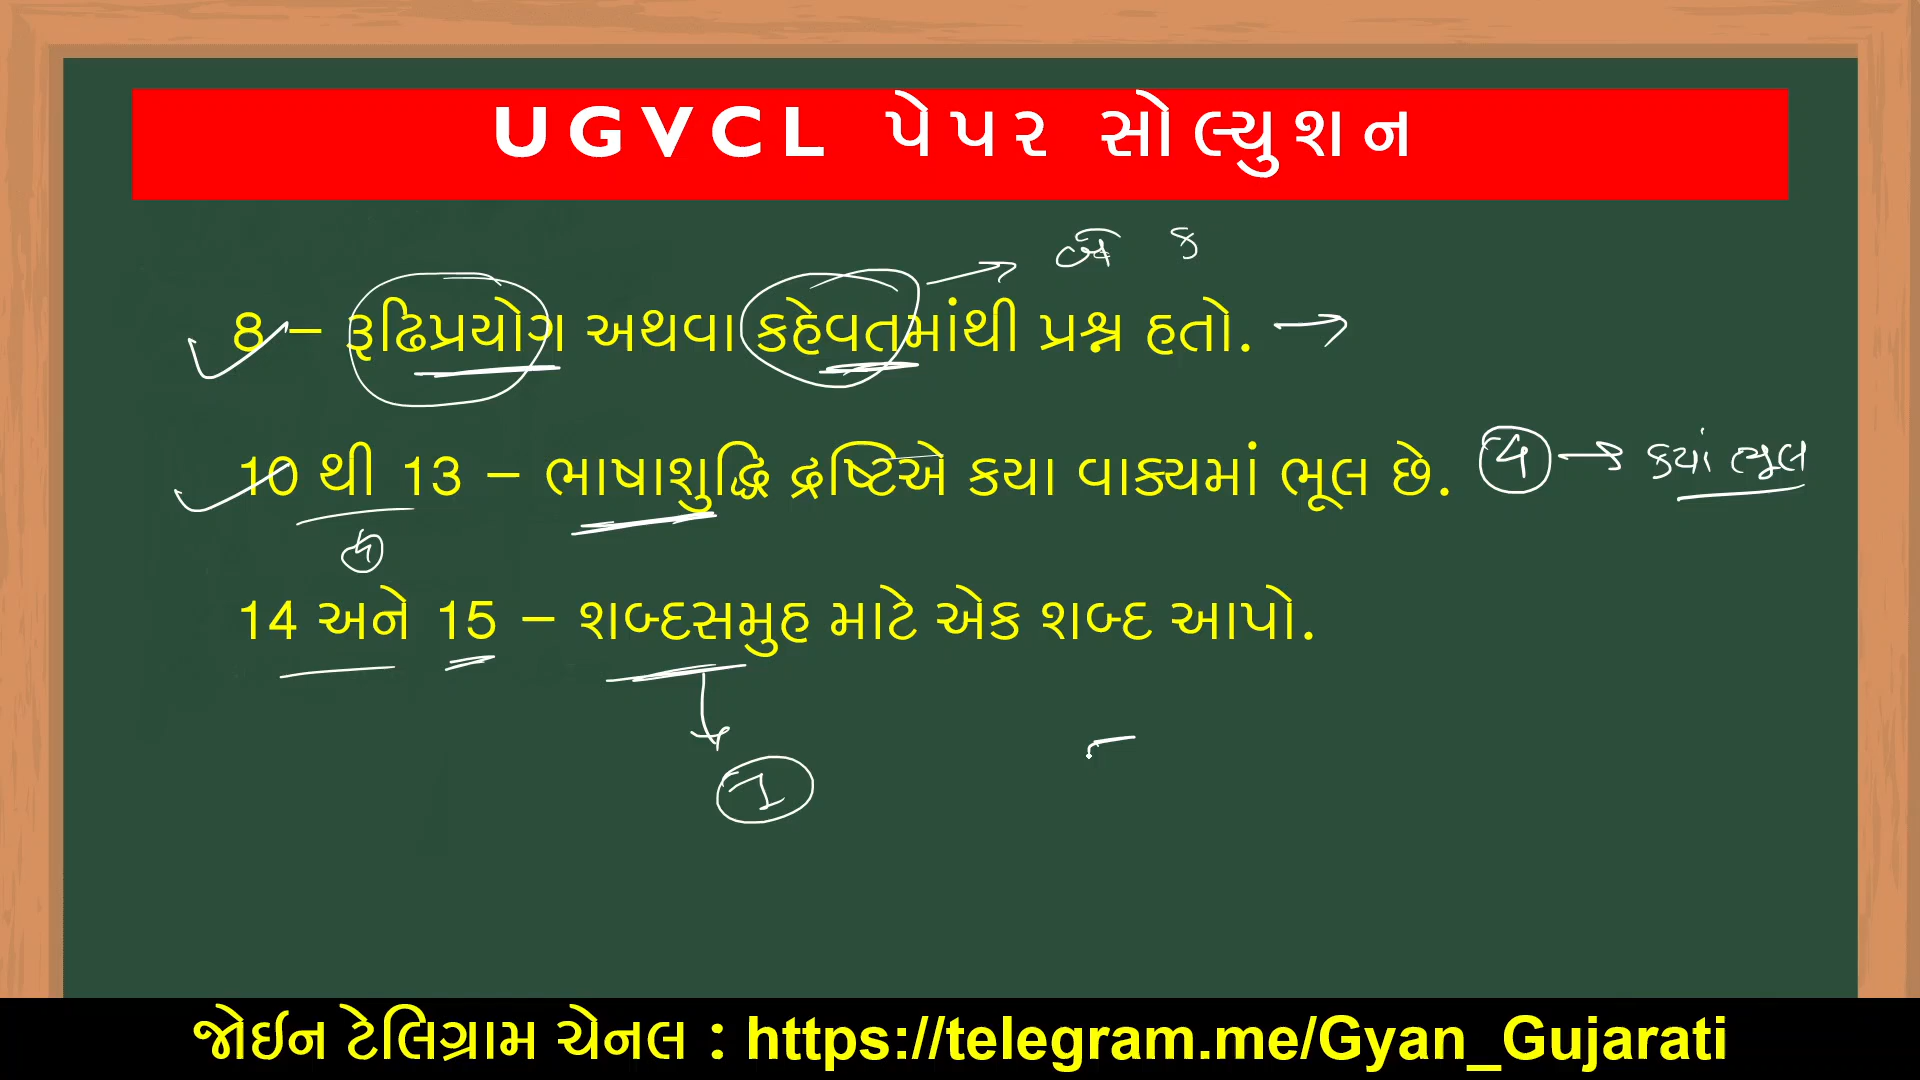 UGVCL પેપર સોલ્યુશન
8 – રૂઢિપ્રયોગ અથવા કહેવતમાંથી પ્રશ્ન હતો.
10 થી 13 – ભાષાશુદ્ધિ દ્રષ્ટિએ કયા વાક્યમાં ભૂલ છે. 4 ક્યાં ભૂલ
14 અને 15 – શબ્દસમુહ માટે એક શબ્દ આપો.
1
જોઈન ટેલિગ્રામ ચેનલ : https://telegram.me/Gyan_Gujarati